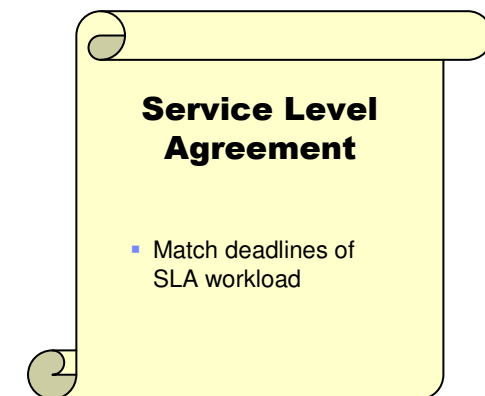 Service Level
Agreement
▪ Match deadlines of
SLA workload